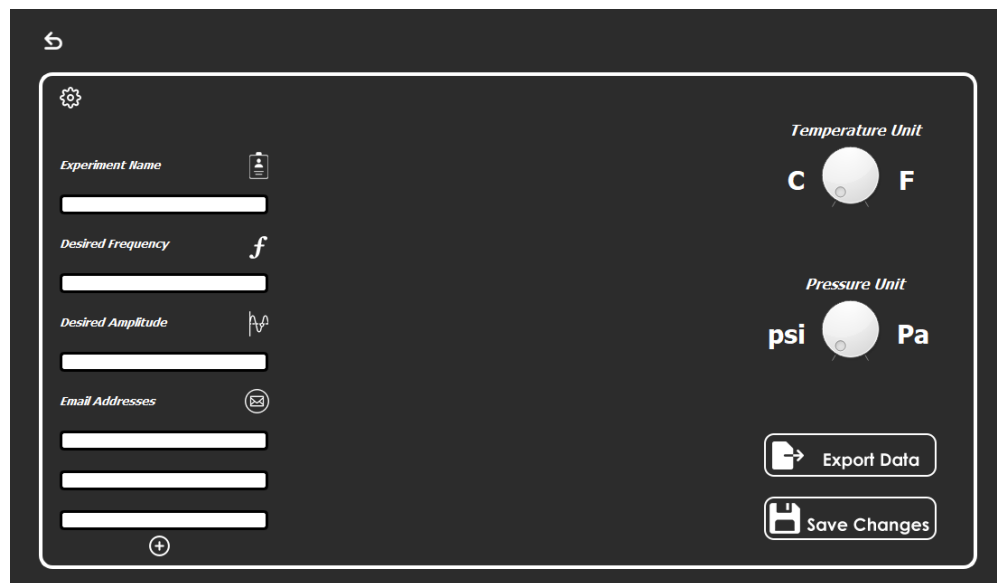 Experiment Name
Desired Frequency
f
Desired Amplitude
Email Addresses
Temperature Unit
C F
Pressure Unit
psi Pa
Export Data
Save Changes